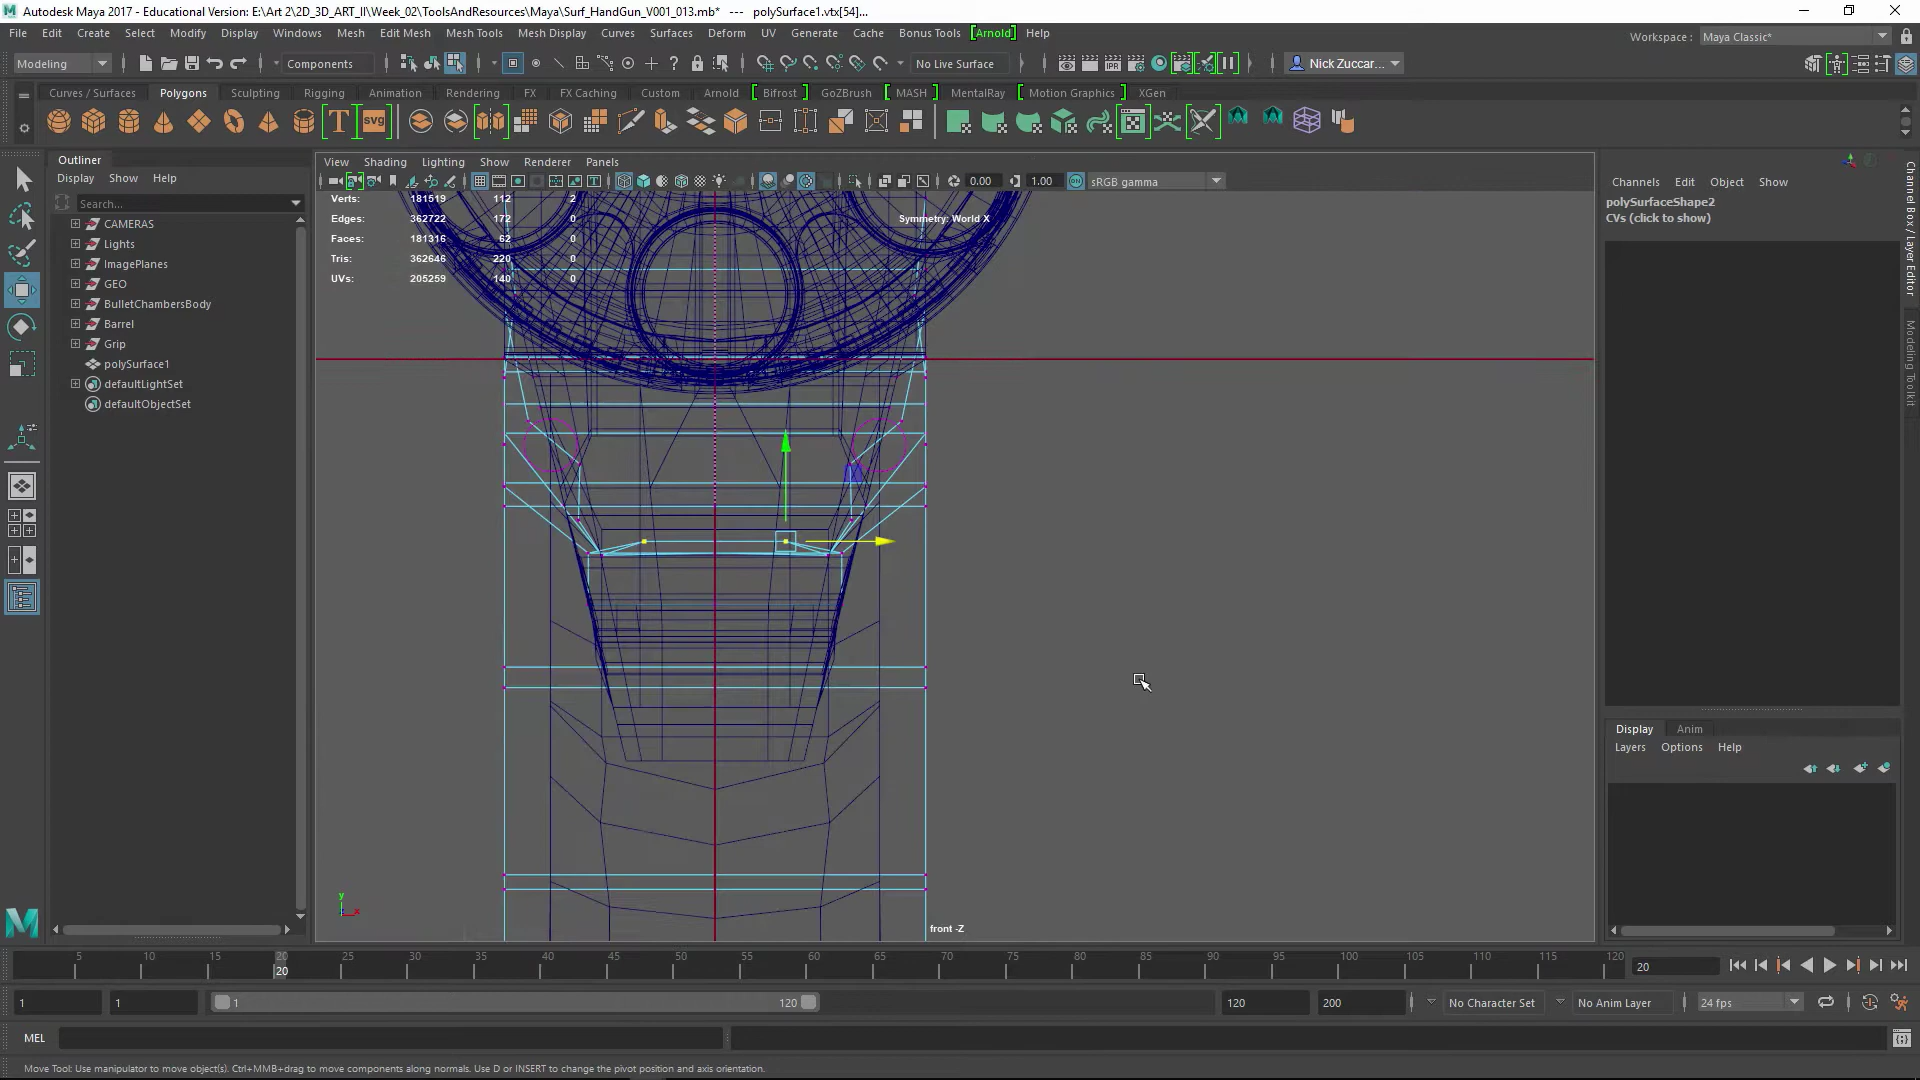 Autodesk Maya 2017 - Educational Version: E:\Art 2\2D_3D_ART_II\Week_02\ToolsAndResources\Maya\Surf_HandGun_V001_013.mb* --- polySurface1.vtx[54]...
File Edit Create Select Modify Display Windows Mesh Edit Mesh Mesh Tools Mesh Display Curves Surfaces Deform UV Generate Cache Bonus Tools [Arnold] Help
Workspace : Maya Classic*
Modeling Components No Live Surface Nick Zuccar...
Curves / Surfaces Polygons Sculpting Rigging Animation Rendering FX FX Caching Custom Arnold [ Bifrost ] GoZBrush [ MASH ] MentalRay [ Motion Graphics ] XGen
T svg
Outliner
Display Show Help
Search...
CAMERAS
Lights
ImagePlanes
GEO
BulletChambersBody
Barrel
Grip
polySurface1
defaultLightSet
defaultObjectSet
View Shading Lighting Show Renderer Panels
0.00 1.00 ON sRGB gamma
Verts: 181519 112 2
Edges: 362722 172 0
Faces: 181316 62 0
Tris: 362646 220 0
UVs: 205259 140 0
Symmetry: World X
y
z x
front -Z
Channels Edit Object Show
polySurfaceShape2
CVs (click to show)
Channel Box / Layer Editor
Modeling Toolkit
Display Anim
Layers Options Help
5 10 15 20 25 30 35 40 45 50 55 60 65 70 75 80 85 90 95 100 105 110 115 120
20
20
1 1 1 120 120 200 No Character Set No Anim Layer 24 fps
MEL
Move Tool: Use manipulator to move object(s). Ctrl+MMB+drag to move components along normals. Use D or INSERT to change the pivot position and axis orientation.